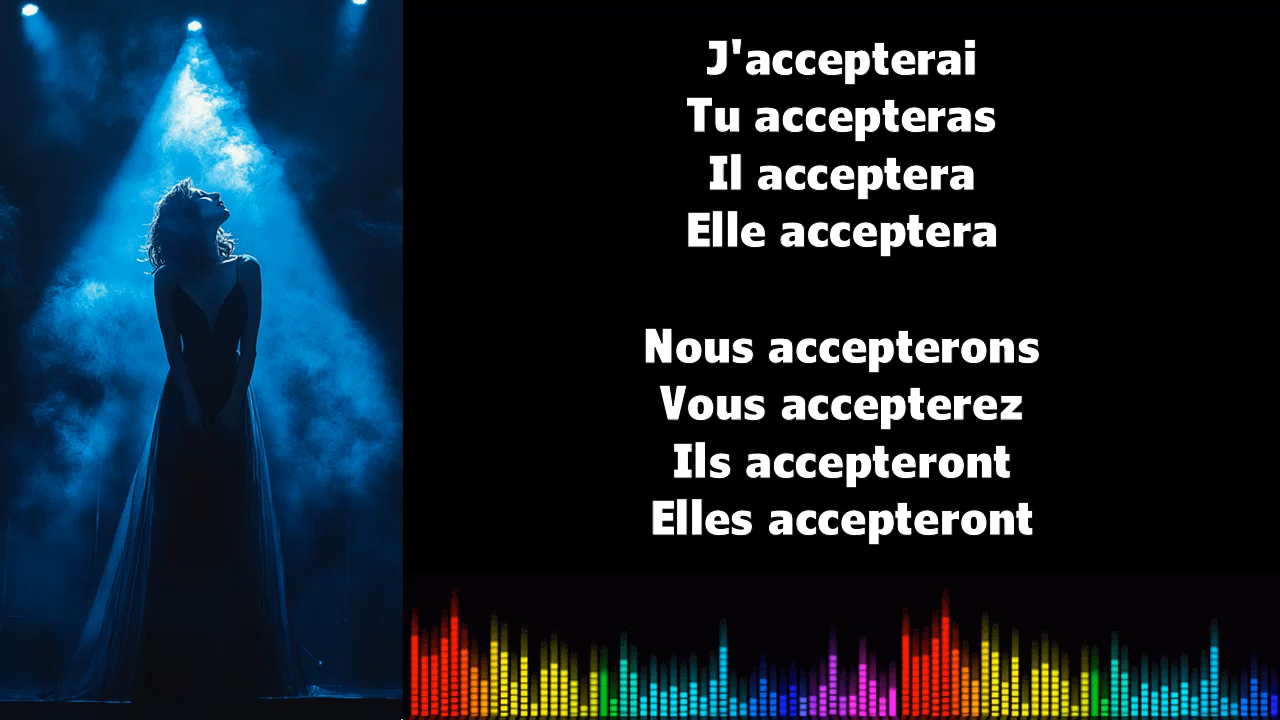 J'accepterai
Tu accepteras
Il acceptera
Elle acceptera
Nous accepterons
Vous accepterez
Ils accepteront
Elles accepteront